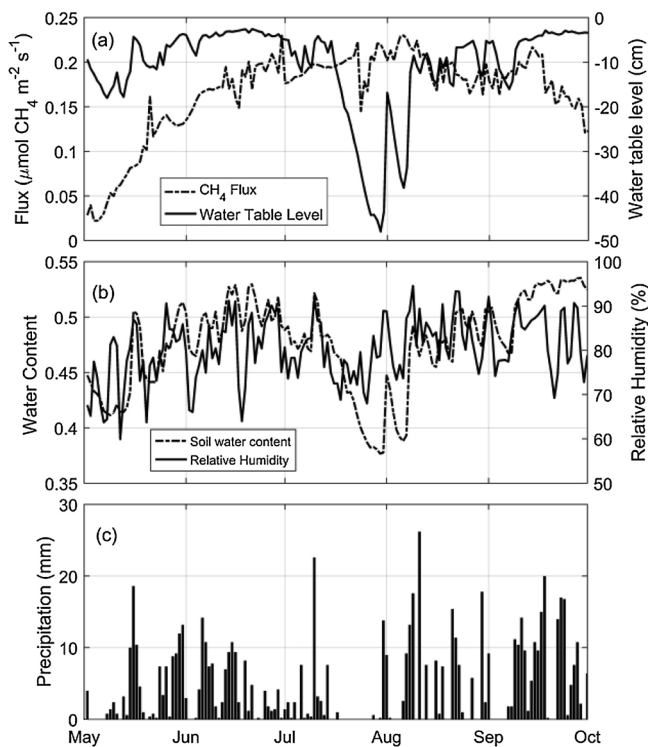 (a)
0.25
0.2
0.15
0.1
0.05
0
Flux (μmol CH4 m-2 s-1)
0
-10
-20
-30
-40
-50
Water table level (cm)
CH4 Flux
Water Table Level
(b)
0.55
0.5
0.45
0.4
0.35
Water Content
100
90
80
70
60
50
Relative Humidity (%)
Soil water content
Relative Humidity
(c)
30
20
10
0
Precipitation (mm)
May Jun Jul Aug Sep Oct